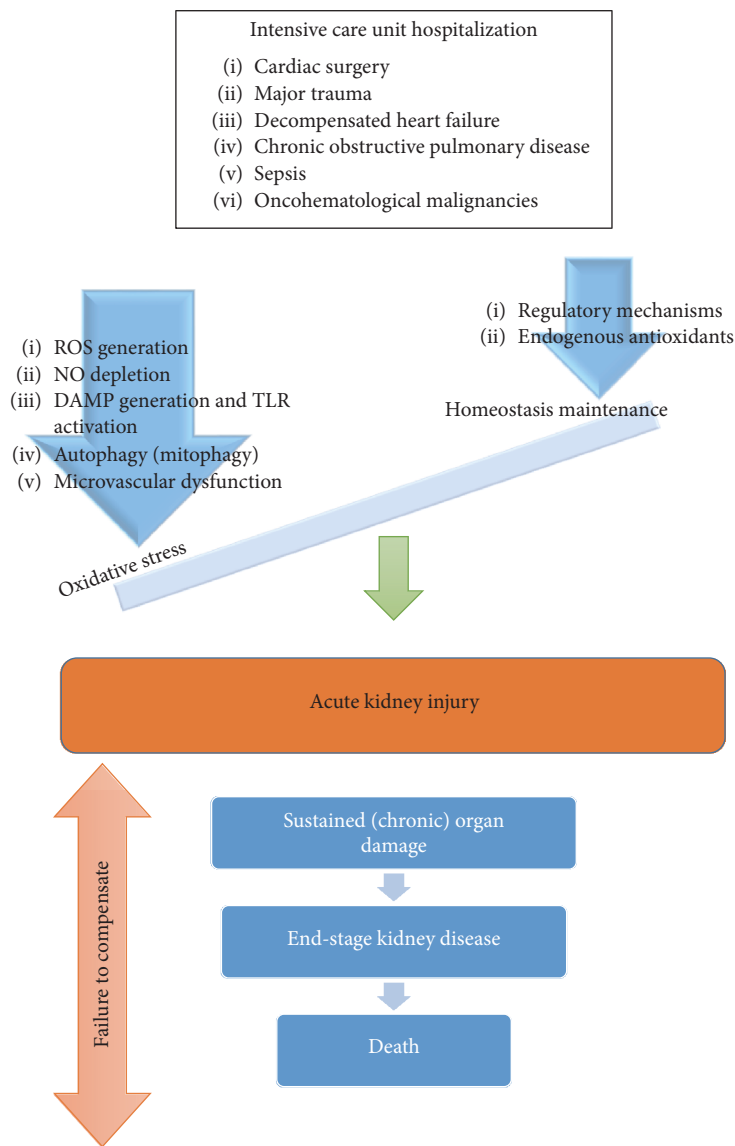 Intensive care unit hospitalization
(i) Cardiac surgery
(ii) Major trauma
(iii) Decompensated heart failure
(iv) Chronic obstructive pulmonary disease
(v) Sepsis
(vi) Oncohematological malignancies
(i) ROS generation
(ii) NO depletion
(iii) DAMP generation and TLR
activation
(iv) Autophagy (mitophagy)
(v) Microvascular dysfunction
(i) Regulatory mechanisms
(ii) Endogenous antioxidants
Homeostasis maintenance
Oxidative stress
Acute kidney injury
Failure to compensate
Sustained (chronic) organ
damage
End-stage kidney disease
Death